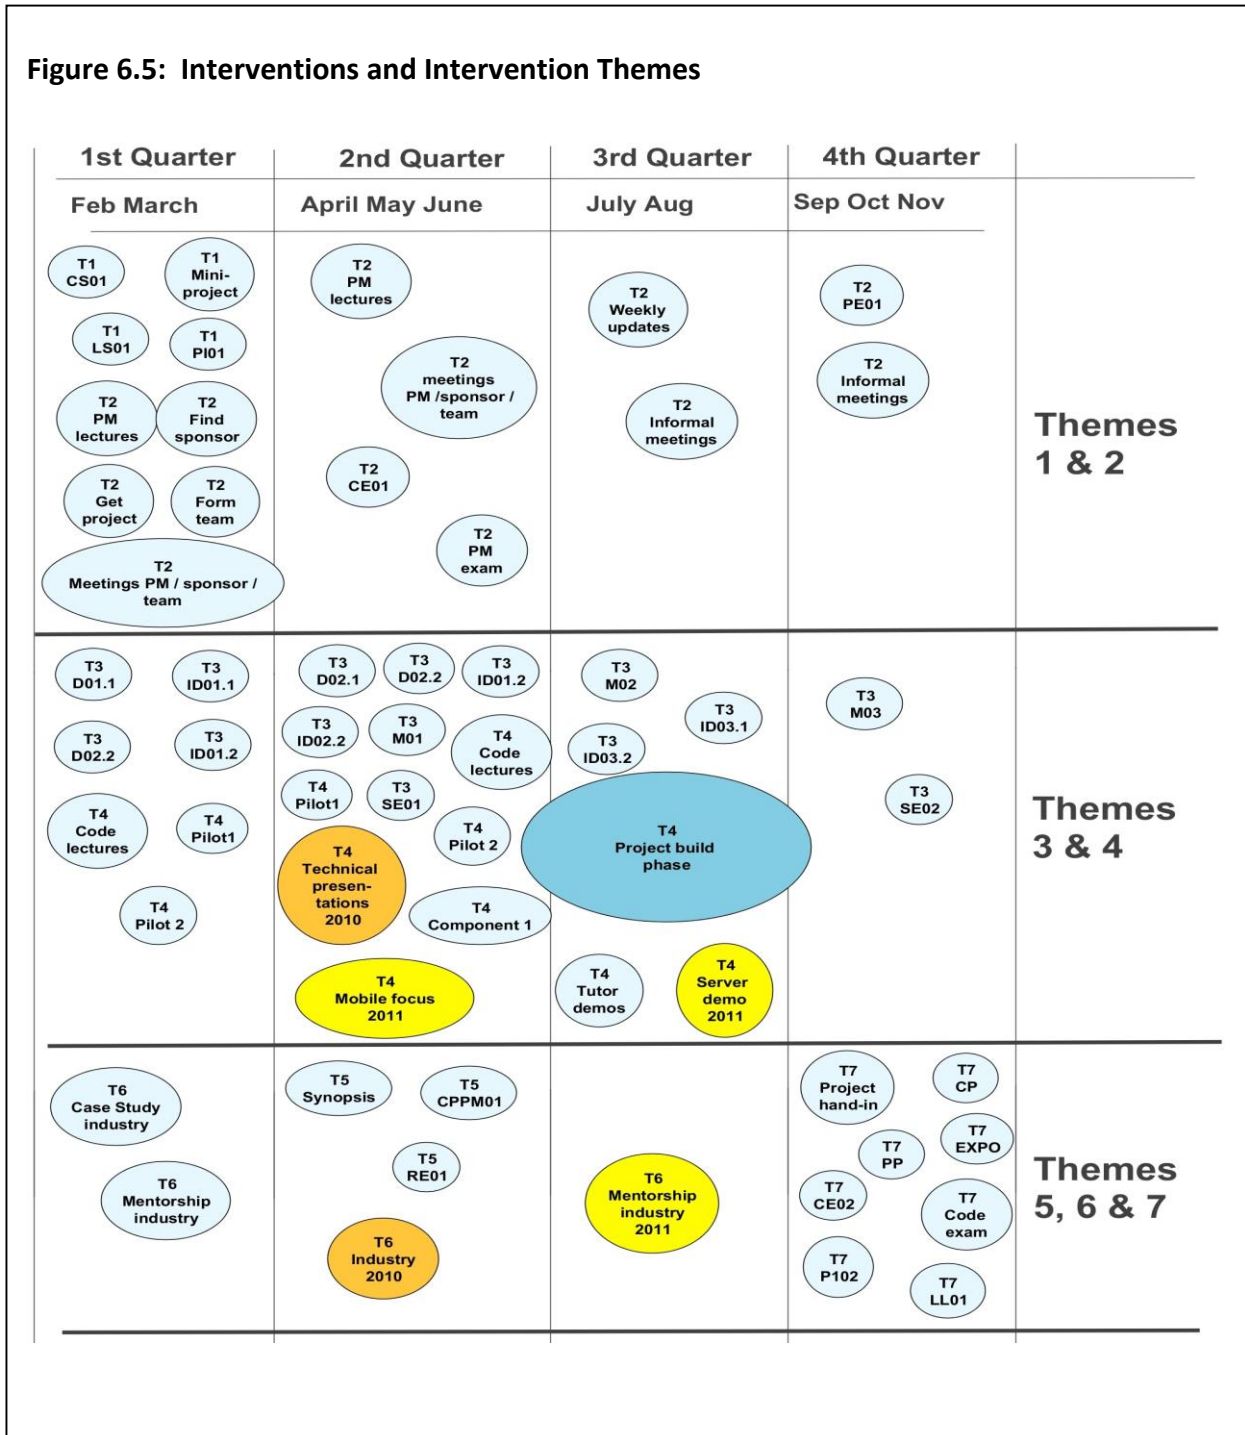 Figure 6.5:  Interventions and Intervention Themes
1st Quarter
2nd Quarter
3rd Quarter
4th Quarter
Feb March
April May June
July Aug
Sep Oct Nov
T1
CS01
T1
Mini-
project
T1
LS01
T1
PI01
T2
PM
lectures
T2
Find
sponsor
T2
Get
project
T2
Form
team
T2
Meetings PM / sponsor /
team
T2
PM
lectures
T2
meetings
PM /sponsor /
team
T2
CE01
T2
PM
exam
T2
Weekly
updates
T2
Informal
meetings
T2
PE01
T2
Informal
meetings
Themes
1 & 2
T3
D01.1
T3
ID01.1
T3
D02.2
T3
ID01.2
T4
Code
lectures
T4
Pilot1
T4
Pilot 2
T3
D02.1
T3
D02.2
T3
ID01.2
T3
ID02.2
T3
M01
T4
Code
lectures
T4
Pilot1
T3
SE01
T4
Pilot 2
T4
Technical
presen-
tations
2010
T4
Component 1
T4
Mobile focus
2011
T3
M02
T3
ID03.1
T3
ID03.2
T4
Project build
phase
T4
Tutor
demos
T4
Server
demo
2011
T3
M03
T3
SE02
Themes
3 & 4
T6
Case Study
industry
T6
Mentorship
industry
T5
Synopsis
T5
CPPM01
T5
RE01
T6
Industry
2010
T6
Mentorship
industry
2011
T7
Project
hand-in
T7
CP
T7
EXPO
T7
PP
T7
CE02
T7
Code
exam
T7
P102
T7
LL01
Themes
5, 6 & 7